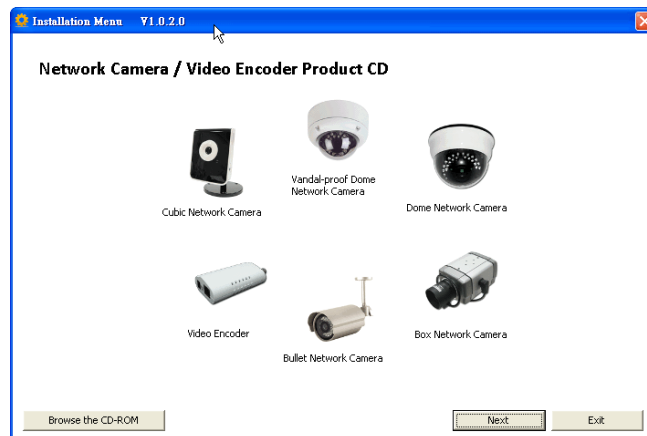 Installation Menu V1.0.2.0
Network Camera / Video Encoder Product CD
Cubic Network Camera
Vandal-proof Dome
Network Camera
Dome Network Camera
Video Encoder
Bullet Network Camera
Box Network Camera
Browse the CD-ROM
Next
Exit